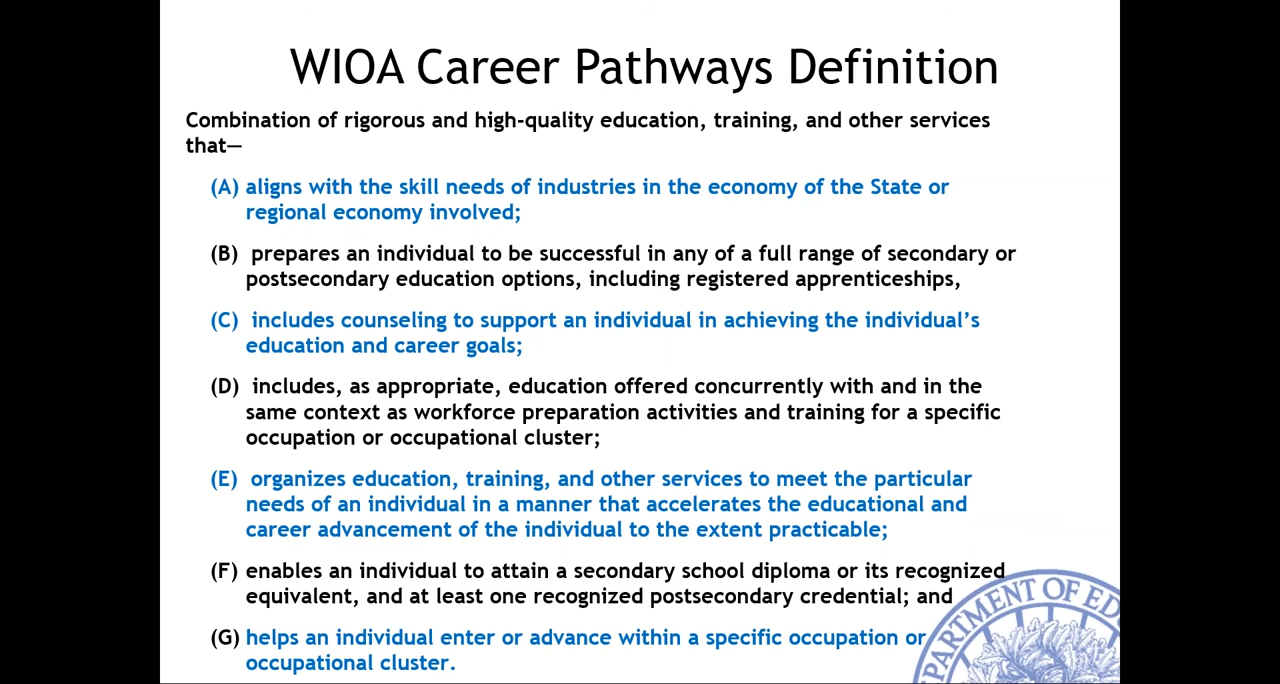 WIOA Career Pathways Definition
Combination of rigorous and high-quality education, training, and other services
that—
(A) aligns with the skill needs of industries in the economy of the State or
regional economy involved;
(B) prepares an individual to be successful in any of a full range of secondary or
postsecondary education options, including registered apprenticeships,
(C) includes counseling to support an individual in achieving the individual’s
education and career goals;
(D) includes, as appropriate, education offered concurrently with and in the
same context as workforce preparation activities and training for a specific
occupation or occupational cluster;
(E) organizes education, training, and other services to meet the particular
needs of an individual in a manner that accelerates the educational and
career advancement of the individual to the extent practicable;
(F) enables an individual to attain a secondary school diploma or its recognized
equivalent, and at least one recognized postsecondary credential; and
(G) helps an individual enter or advance within a specific occupation or
occupational cluster.
PARTMENT OF ED